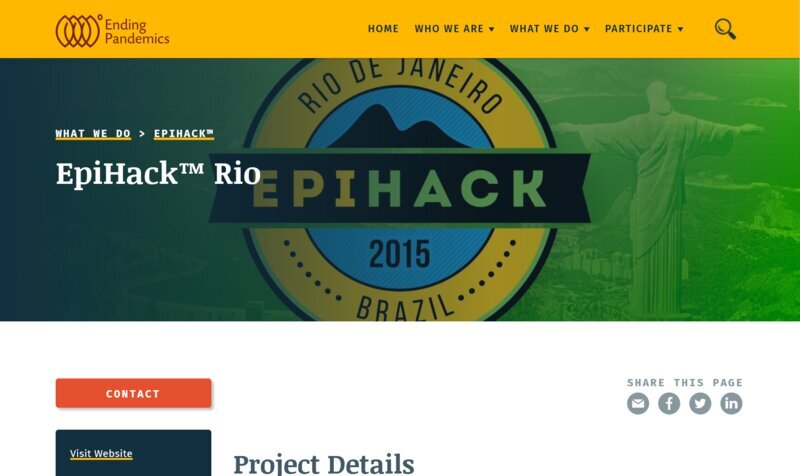 Ending
Pandemics
HOME WHO WE ARE WHAT WE DO PARTICIPATE
WHAT WE DO > EPIHACK™
EpiHack™ Rio
RIO DE JANEIRO
EPIHACK
2015
BRAZIL
CONTACT
SHARE THIS PAGE
Visit Website
Project Details